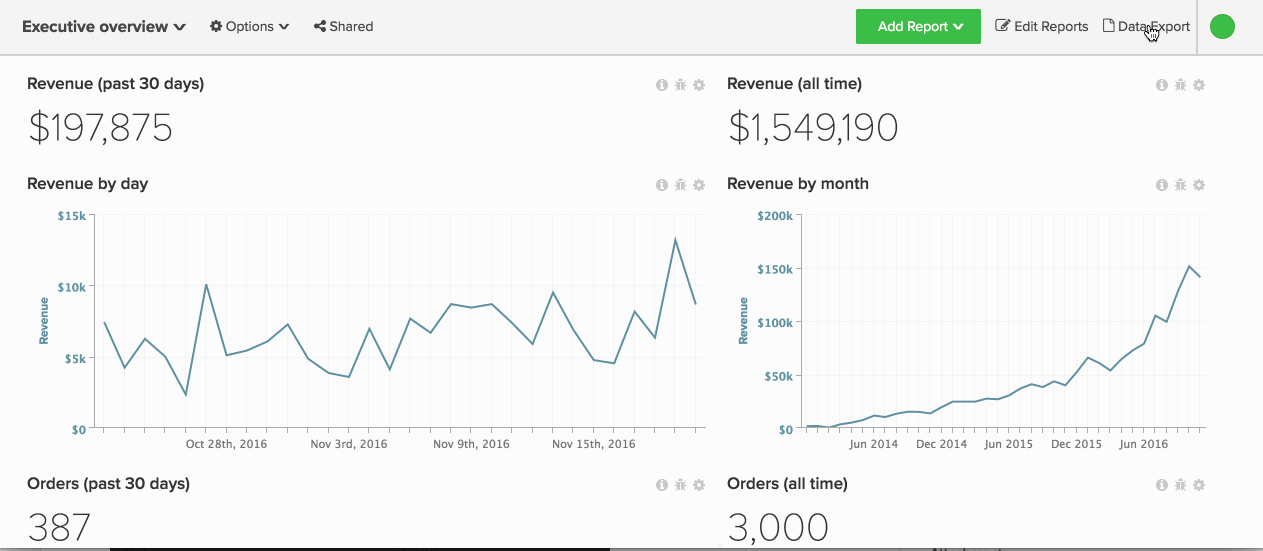 Executive overview Options Shared Add Report Edit Reports Data Export
Revenue (past 30 days)
$197,875
Revenue (all time)
$1,549,190
Revenue by day
$15k
$10k
$5k
$0
Revenue
Oct 28th, 2016 Nov 3rd, 2016 Nov 9th, 2016 Nov 15th, 2016
Revenue by month
$200k
$150k
$100k
$50k
$0
Revenue
Jun 2014 Dec 2014 Jun 2015 Dec 2015 Jun 2016
Orders (past 30 days)
387
Orders (all time)
3,000